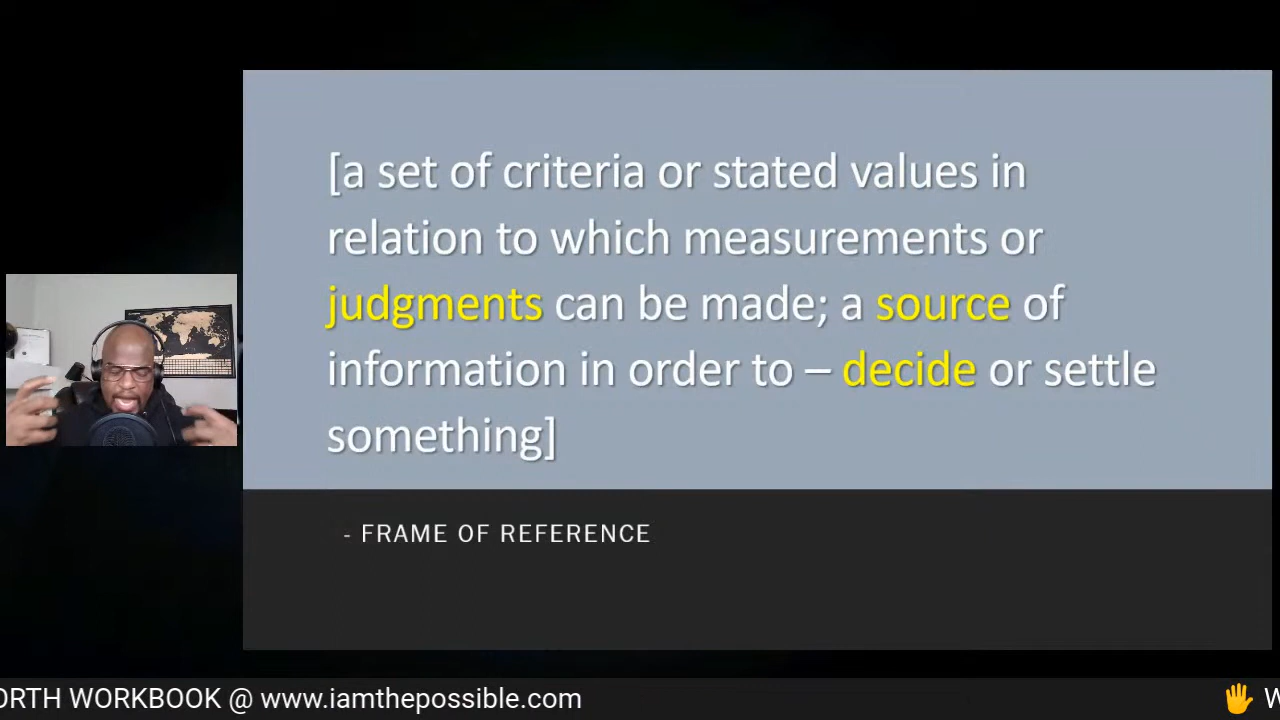 [a set of criteria or stated values in
relation to which measurements or
judgments can be made; a source of
information in order to – decide or settle
something]
- FRAME OF REFERENCE
WORKBOOK @ www.iamthepossible.com